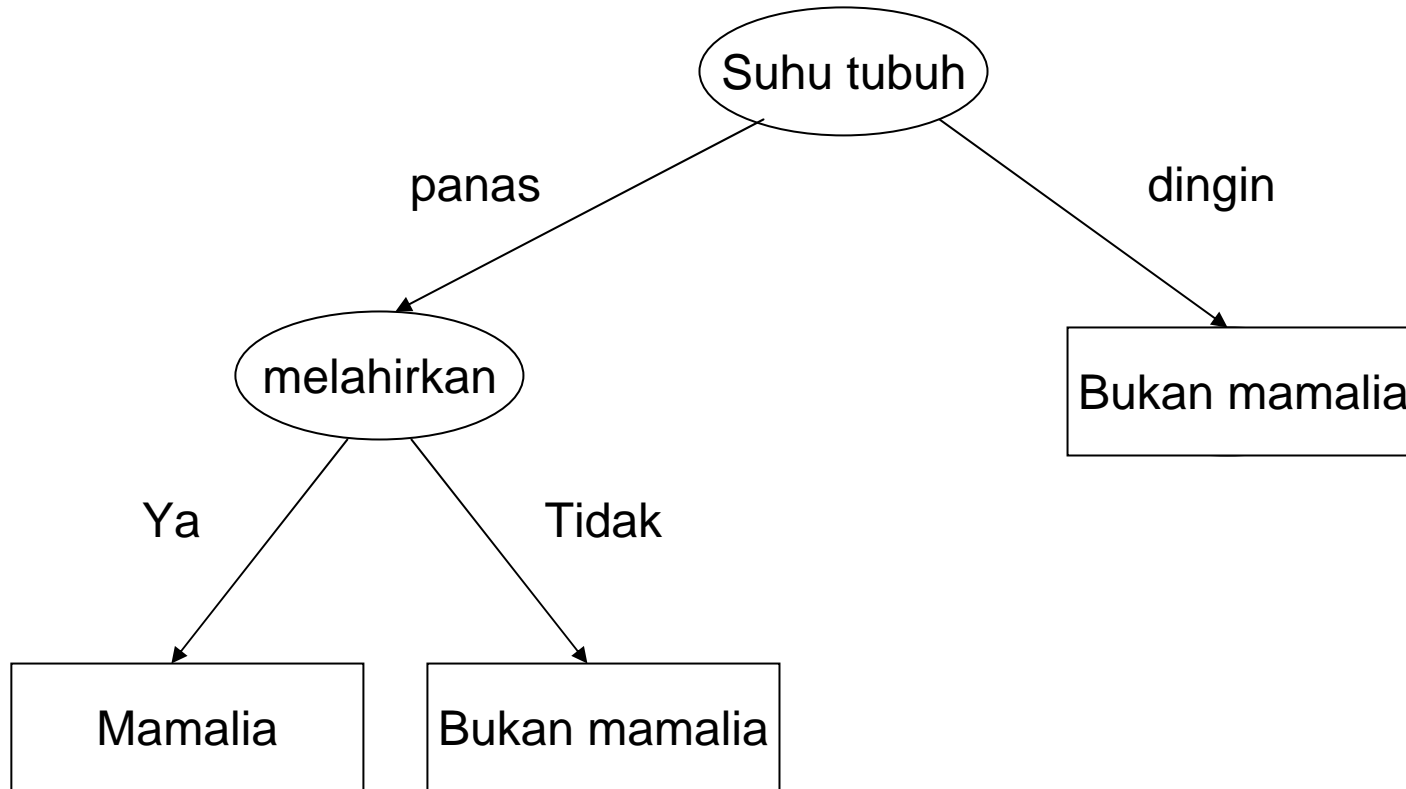 Suhu tubuh
panas
dingin
melahirkan
Bukan mamalia
Ya
Tidak
Mamalia
Bukan mamalia